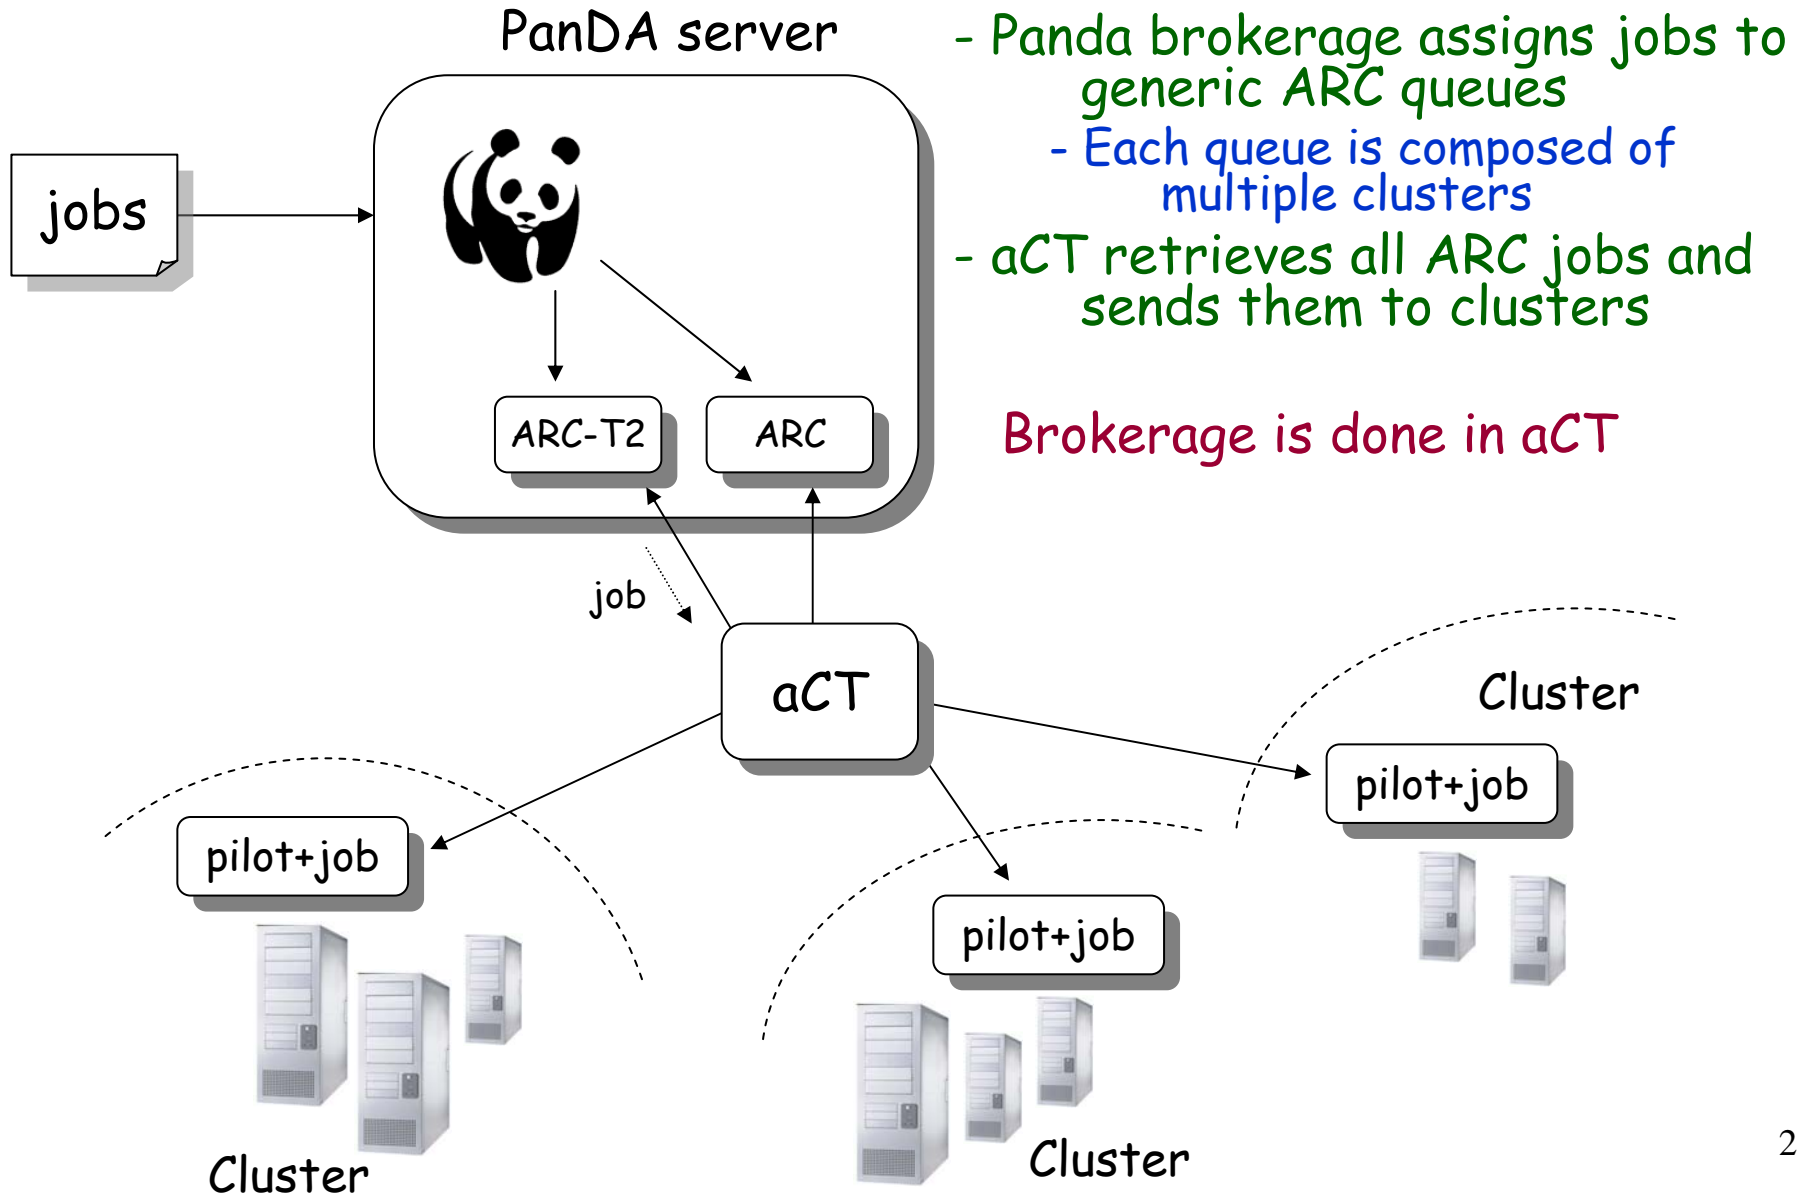 PanDA server
- Panda brokerage assigns jobs to
generic ARC queues
- Each queue is composed of
multiple clusters
- aCT retrieves all ARC jobs and
sends them to clusters
Brokerage is done in aCT
jobs
ARC-T2
ARC
job
aCT
Cluster
pilot+job
pilot+job
pilot+job
Cluster
Cluster
2